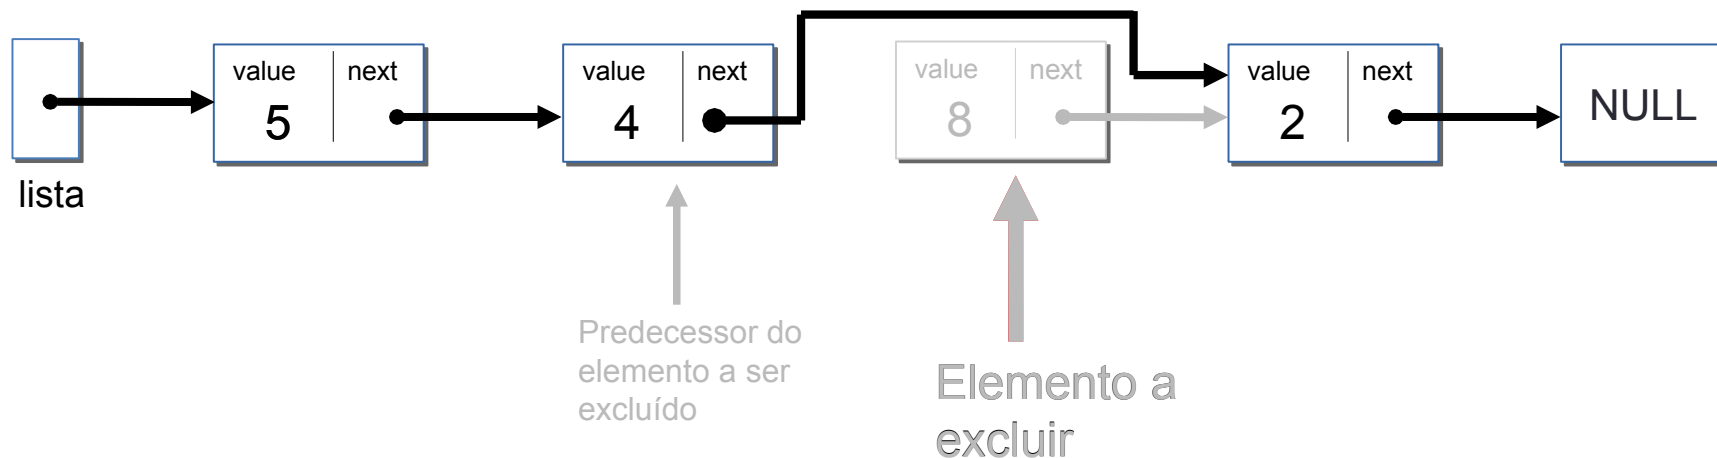 lista
value next
5
value next
4
value next
8
value next
2
NULL
Predecessor do
elemento a ser
excluído
Elemento a
excluir